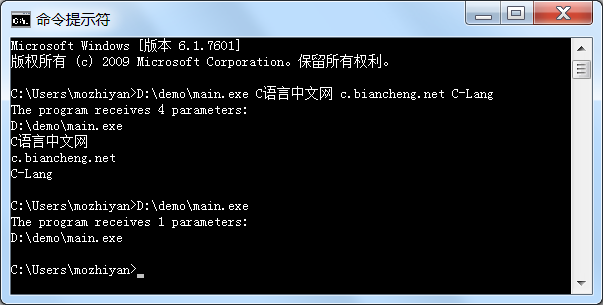 命令提示符
Microsoft Windows [版本 6.1.7601]
版权所有 (c) 2009 Microsoft Corporation。保留所有权利。
C:\Users\mozhiyan>D:\demo\main.exe C语言中文网 c.biancheng.net C-Lang
The program receives 4 parameters:
D:\demo\main.exe
C语言中文网
c.biancheng.net
C-Lang
C:\Users\mozhiyan>D:\demo\main.exe
The program receives 1 parameters:
D:\demo\main.exe
C:\Users\mozhiyan>_